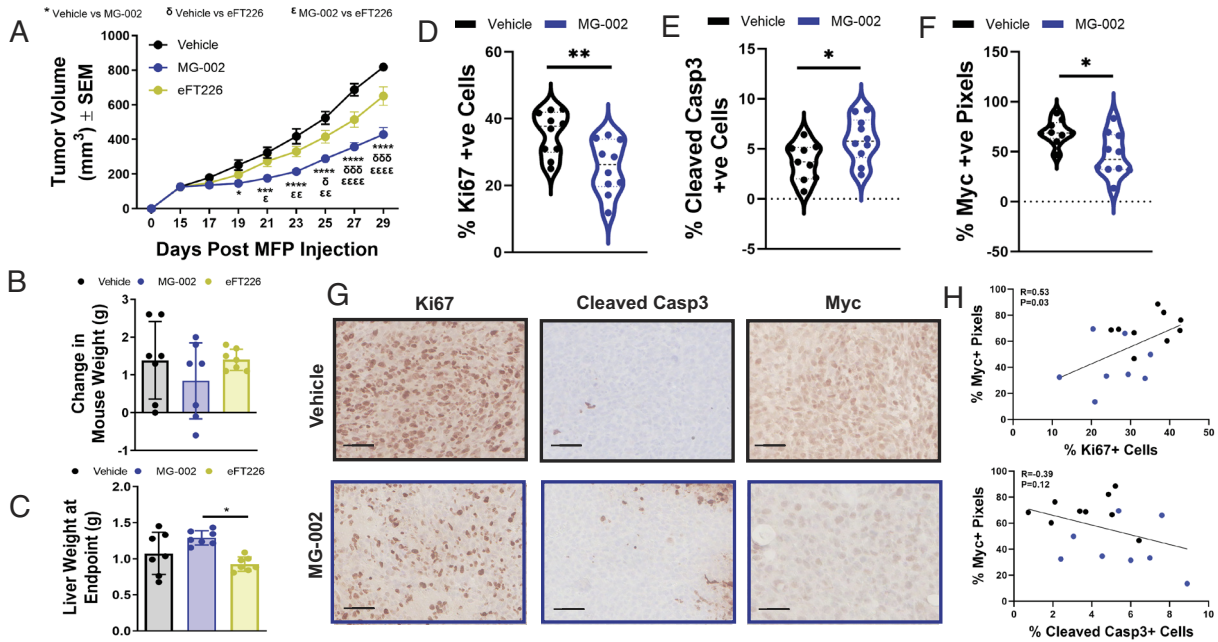 * Vehicle vs MG-002 δ Vehicle vs eFT226 ε MG-002 vs eFT226
A
Vehicle
MG-002
eFT226
Tumor Volume
(mm³) ± SEM
1000
800
600
400
200
0
*
***
ε
****
εε
****
δ
εε
****
δδδ
εεεε
****
δδδ
εεεε
0 15 17 19 21 23 25 27 29
Days Post MFP Injection
B
Vehicle MG-002 eFT226
Change in
Mouse Weight (g)
3
2
1
0
-1
C
Vehicle MG-002 eFT226
Liver Weight at
Endpoint (g)
2.0
1.5
1.0
0.5
0.0
*
D
Vehicle MG-002
% Ki67 +ve Cells
60
40
20
0
**
E
Vehicle MG-002
% Cleaved Casp3
+ve Cells
15
10
5
0
-5
*
F
Vehicle MG-002
% Myc +ve Pixels
150
100
50
0
-50
*
G
Ki67 Cleaved Casp3 Myc
Vehicle
MG-002
H
R=0.53
P=0.03
% Myc+ Pixels
100
80
60
40
20
0
0 10 20 30 40 50
% Ki67+ Cells
R=-0.39
P=0.12
% Myc+ Pixels
100
80
60
40
20
0
0 2 4 6 8 10
% Cleaved Casp3+ Cells